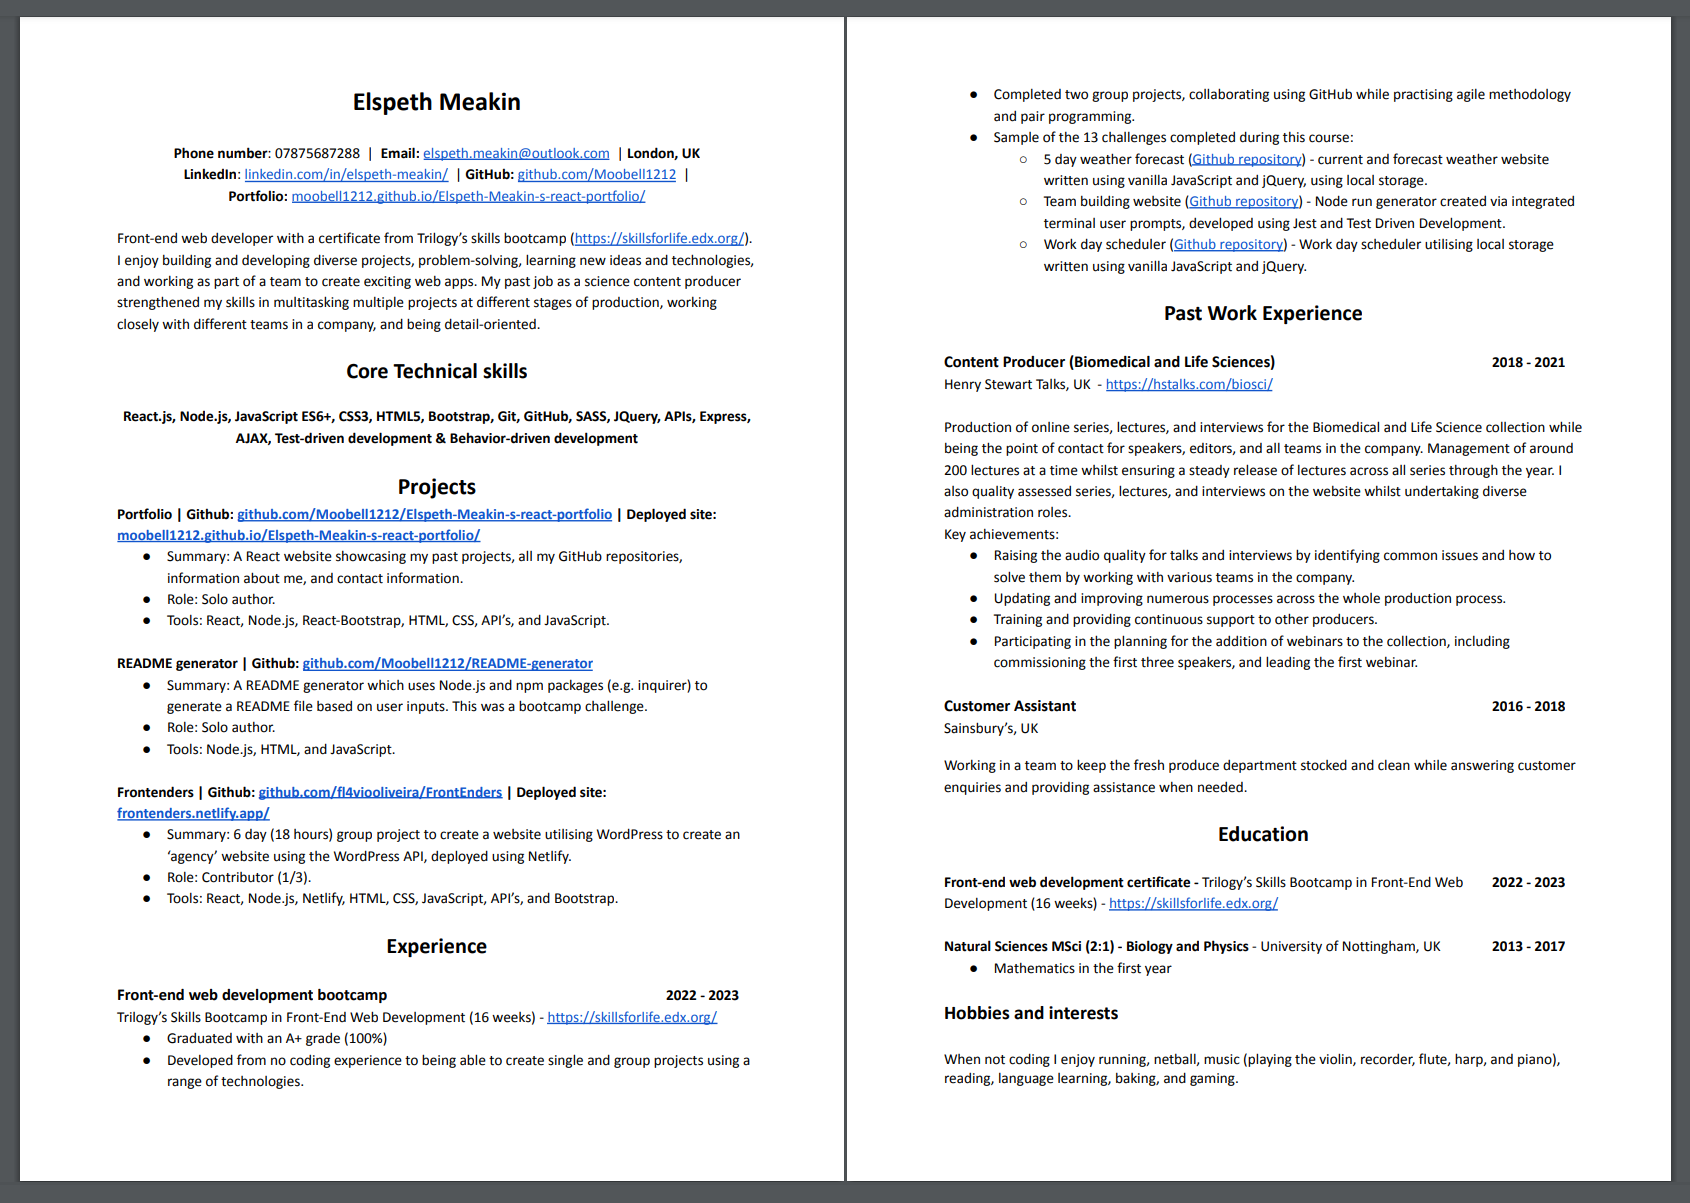 Elspeth Meakin
Phone number: 07875687288 | Email: elspeth.meakin@outlook.com | London, UK
LinkedIn: linkedin.com/in/elspeth-meakin/ | GitHub: github.com/Moobell1212 |
Portfolio: moobell1212.github.io/Elspeth-Meakin-s-react-portfolio/
Front-end web developer with a certificate from Trilogy’s skills bootcamp (https://skillsforlife.edx.org/).
I enjoy building and developing diverse projects, problem-solving, learning new ideas and technologies,
and working as part of a team to create exciting web apps. My past job as a science content producer
strengthened my skills in multitasking multiple projects at different stages of production, working
closely with different teams in a company, and being detail-oriented.
Core Technical skills
React.js, Node.js, JavaScript ES6+, CSS3, HTML5, Bootstrap, Git, GitHub, SASS, JQuery, APIs, Express,
AJAX, Test-driven development & Behavior-driven development
Projects
Portfolio | Github: github.com/Moobell1212/Elspeth-Meakin-s-react-portfolio | Deployed site:
moobell1212.github.io/Elspeth-Meakin-s-react-portfolio/
● Summary: A React website showcasing my past projects, all my GitHub repositories,
information about me, and contact information.
● Role: Solo author.
● Tools: React, Node.js, React-Bootstrap, HTML, CSS, API’s, and JavaScript.
README generator | Github: github.com/Moobell1212/README-generator
● Summary: A README generator which uses Node.js and npm packages (e.g. inquirer) to
generate a README file based on user inputs. This was a bootcamp challenge.
● Role: Solo author.
● Tools: Node.js, HTML, and JavaScript.
Frontenders | Github: github.com/fl4viooliveira/FrontEnders | Deployed site:
frontenders.netlify.app/
● Summary: 6 day (18 hours) group project to create a website utilising WordPress to create an
‘agency’ website using the WordPress API, deployed using Netlify.
● Role: Contributor (1/3).
● Tools: React, Node.js, Netlify, HTML, CSS, JavaScript, API’s, and Bootstrap.
Experience
Front-end web development bootcamp 2022 - 2023
Trilogy’s Skills Bootcamp in Front-End Web Development (16 weeks) - https://skillsforlife.edx.org/
● Graduated with an A+ grade (100%)
● Developed from no coding experience to being able to create single and group projects using a
range of technologies.
● Completed two group projects, collaborating using GitHub while practising agile methodology
and pair programming.
● Sample of the 13 challenges completed during this course:
○ 5 day weather forecast (Github repository) - current and forecast weather website
written using vanilla JavaScript and jQuery, using local storage.
○ Team building website (Github repository) - Node run generator created via integrated
terminal user prompts, developed using Jest and Test Driven Development.
○ Work day scheduler (Github repository) - Work day scheduler utilising local storage
written using vanilla JavaScript and jQuery.
Past Work Experience
Content Producer (Biomedical and Life Sciences) 2018 - 2021
Henry Stewart Talks, UK - https://hstalks.com/biosci/
Production of online series, lectures, and interviews for the Biomedical and Life Science collection while
being the point of contact for speakers, editors, and all teams in the company. Management of around
200 lectures at a time whilst ensuring a steady release of lectures across all series through the year. I
also quality assessed series, lectures, and interviews on the website whilst undertaking diverse
administration roles.
Key achievements:
● Raising the audio quality for talks and interviews by identifying common issues and how to
solve them by working with various teams in the company.
● Updating and improving numerous processes across the whole production process.
● Training and providing continuous support to other producers.
● Participating in the planning for the addition of webinars to the collection, including
commissioning the first three speakers, and leading the first webinar.
Customer Assistant 2016 - 2018
Sainsbury’s, UK
Working in a team to keep the fresh produce department stocked and clean while answering customer
enquiries and providing assistance when needed.
Education
Front-end web development certificate - Trilogy’s Skills Bootcamp in Front-End Web 2022 - 2023
Development (16 weeks) - https://skillsforlife.edx.org/
Natural Sciences MSci (2:1) - Biology and Physics - University of Nottingham, UK 2013 - 2017
● Mathematics in the first year
Hobbies and interests
When not coding I enjoy running, netball, music (playing the violin, recorder, flute, harp, and piano),
reading, language learning, baking, and gaming.